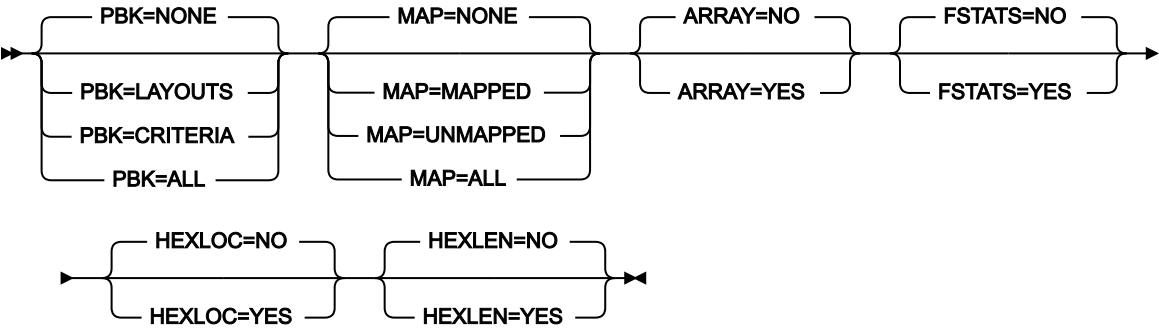 PBK=NONE MAP=NONE ARRAY=NO FSTATS=NO
PBK=LAYOUTS MAP=MAPPED ARRAY=YES FSTATS=YES
PBK=CRITERIA MAP=UNMAPPED
PBK=ALL MAP=ALL
HEXLOC=NO HEXLEN=NO
HEXLOC=YES HEXLEN=YES